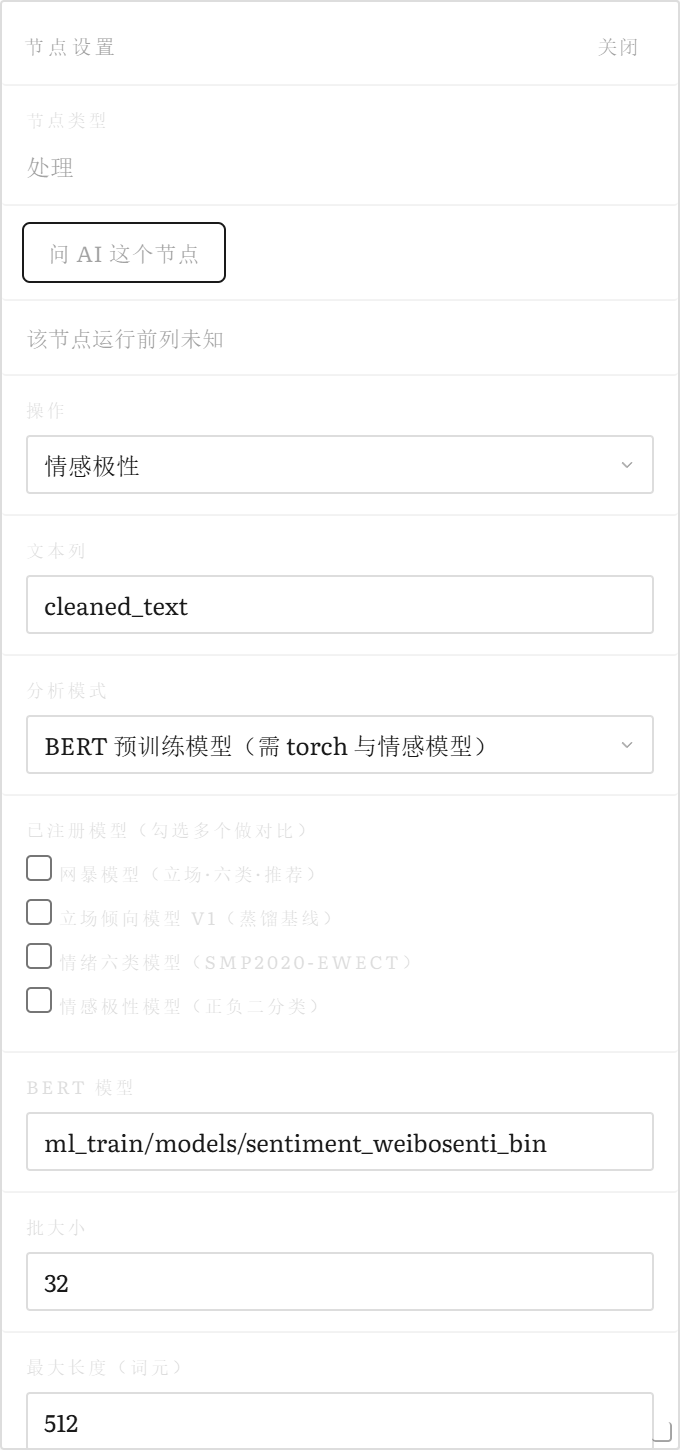 节点设置
关闭
节点类型
处理
问 AI 这个节点
该节点运行前列未知
操作
情感极性
文本列
cleaned_text
分析模式
BERT 预训练模型（需 torch 与情感模型）
已注册模型（勾选多个做对比）
网暴模型（立场·六类·推荐）
立场倾向模型 V1（蒸馏基线）
情绪六类模型（SMP2020-EWECT）
情感极性模型（正负二分类）
BERT 模型
ml_train/models/sentiment_weibosenti_bin
批大小
32
最大长度（词元）
512